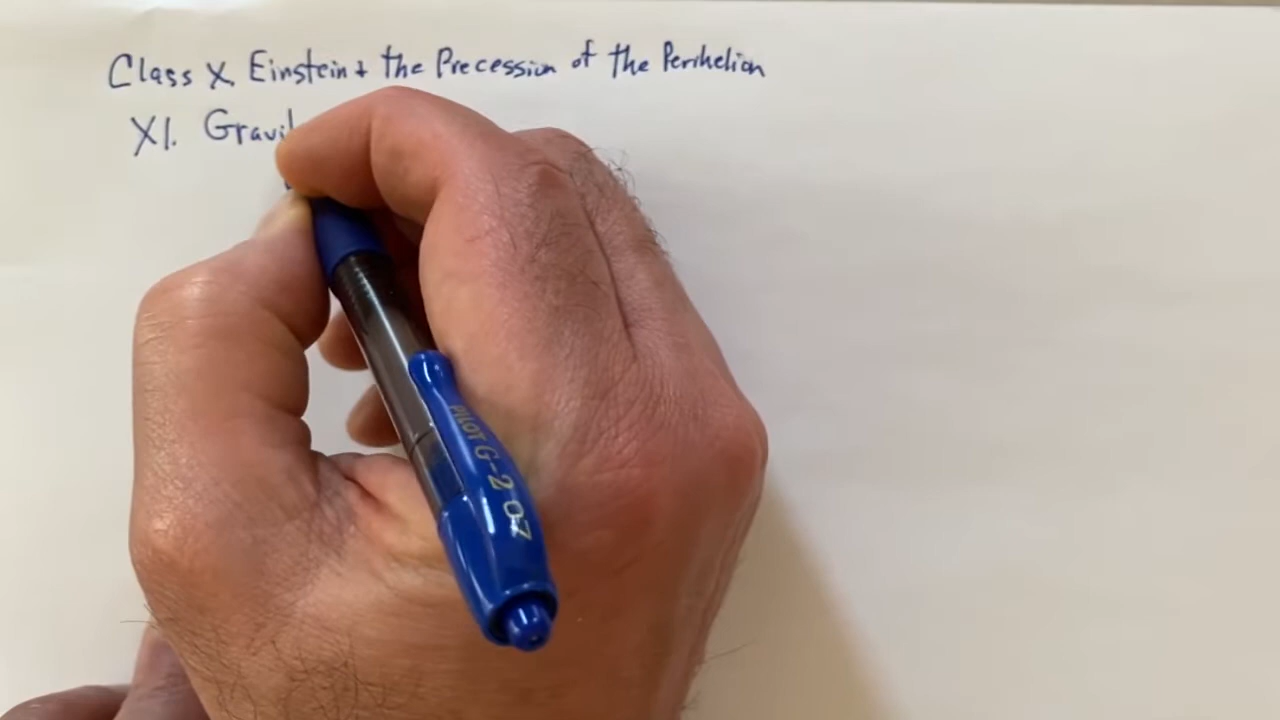 Class X. Einstein + the Precession of the Perihelion
XI. Gravi
PILOT G-2 07